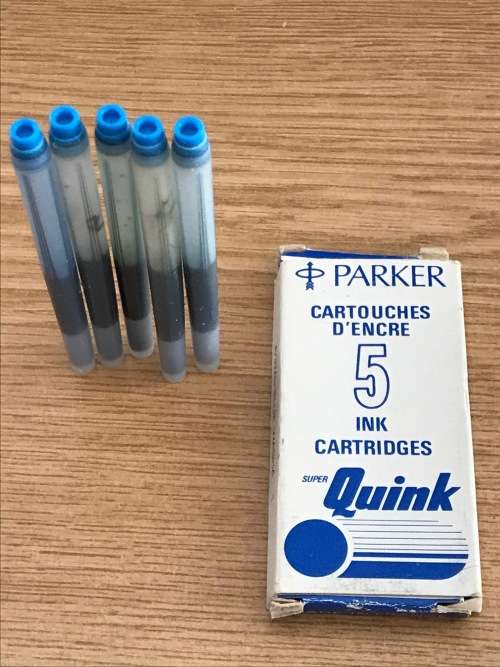 PARKER
CARTOUCHES
D'ENCRE
5
INK
CARTRIDGES
SUPER Quink